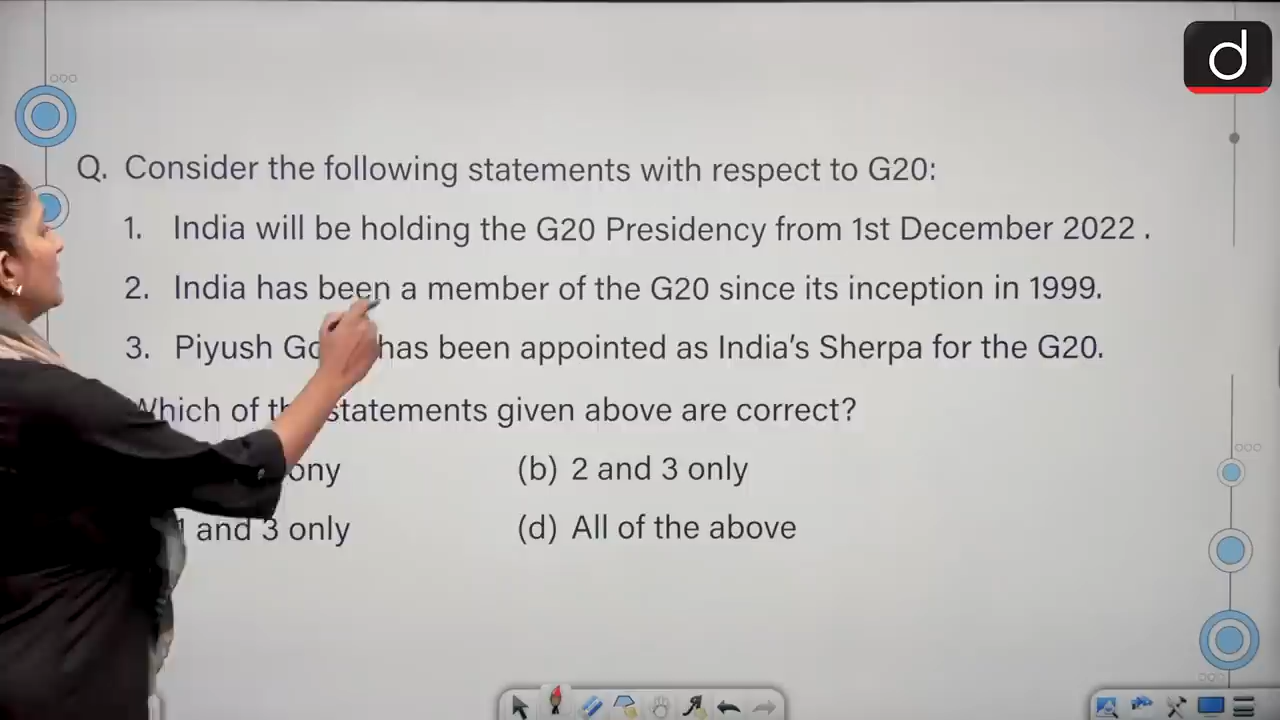 d
Q. Consider the following statements with respect to G20:
1. India will be holding the G20 Presidency from 1st December 2022 .
2. India has been a member of the G20 since its inception in 1999.
3. Piyush has been appointed as India's Sherpa for the G20.
Which of statements given above are correct?
ony (b) 2 and 3 only
1 and 3 only (d) All of the above